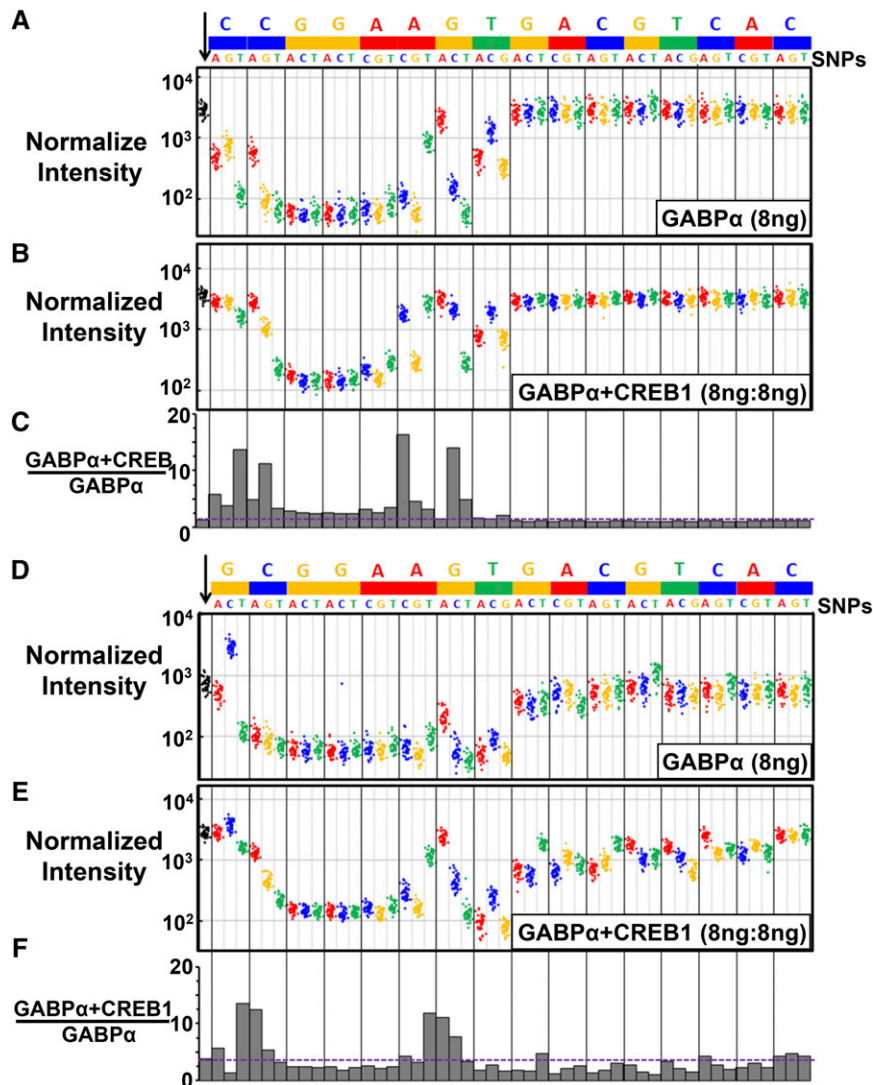 A
C C G G A A G T G A C G T C A C
A G T A G T A C T A C T C G T C G T A C T A C G A C T C G T A G T A C T A C G A G T C G T A G T SNPs
10⁴
10³
10²
Normalize
Intensity
GABPα (8ng)
B
10⁴
10³
10²
Normalized
Intensity
GABPα+CREB1 (8ng:8ng)
C
20
10
0
GABPα+CREB
GABPα
D
G C G G A A G T G A C G T C A C
A C T A G T A C T A C T C G T C G T A C T A C G A C T C G T A G T A C T A C G A G T C G T A G T SNPs
10⁴
10³
10²
Normalized
Intensity
GABPα (8ng)
E
10⁴
10³
10²
Normalized
Intensity
GABPα+CREB1 (8ng:8ng)
F
20
10
0
GABPα+CREB1
GABPα